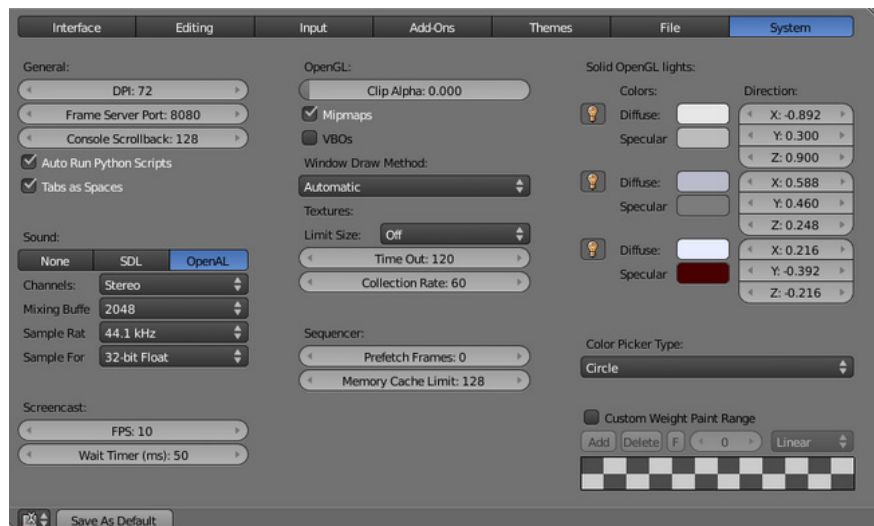 Interface Editing Input Add-Ons Themes File System
General:
DPI: 72
Frame Server Port: 8080
Console Scrollback: 128
Auto Run Python Scripts
Tabs as Spaces
Sound:
None SDL OpenAL
Channels: Stereo
Mixing Buffe 2048
Sample Rat 44.1 kHz
Sample For 32-bit Float
Screencast:
FPS: 10
Wait Timer (ms): 50
OpenGL:
Clip Alpha: 0.000
Mipmaps
VBOs
Window Draw Method:
Automatic
Textures:
Limit Size: Off
Time Out: 120
Collection Rate: 60
Sequencer:
Prefetch Frames: 0
Memory Cache Limit: 128
Solid OpenGL lights:
Colors: Direction:
Diffuse: X: -0.892
Specular Y: 0.300
Z: 0.900
Diffuse: X: 0.588
Specular Y: 0.460
Z: 0.248
Diffuse: X: 0.216
Specular Y: -0.392
Z: -0.216
Color Picker Type:
Circle
Custom Weight Paint Range
Add Delete F 0 Linear
Save As Default